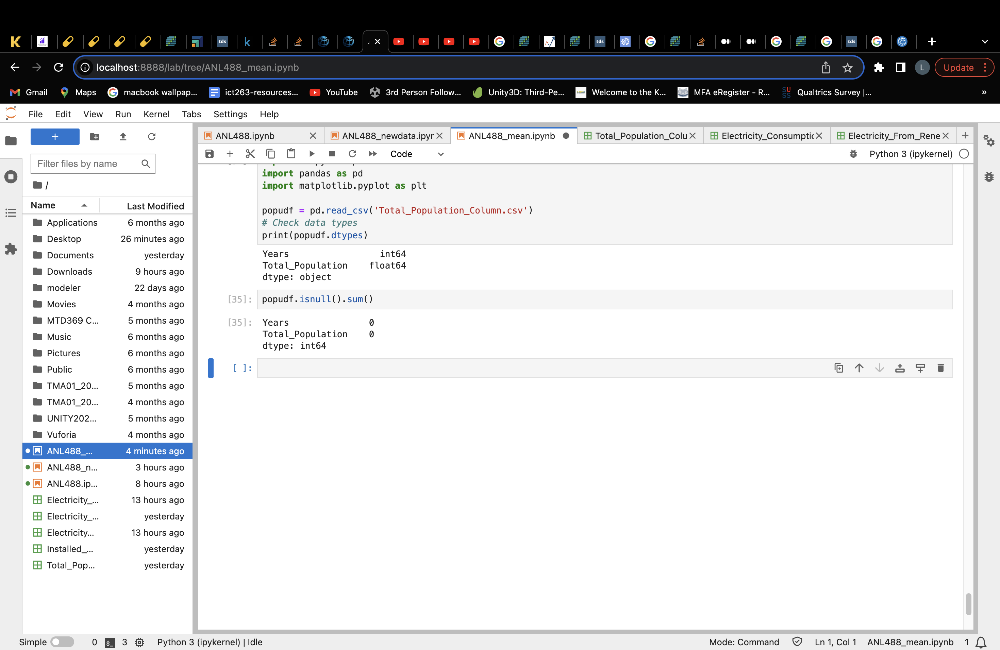 localhost:8888/lab/tree/ANL488_mean.ipynb
Update
Gmail Maps macbook wallpap... ict263-resources... YouTube 3rd Person Follow... Unity3D: Third-Pe... Welcome to the K... MFA eRegister - R... Qualtrics Survey |... »
File Edit View Run Kernel Tabs Settings Help
ANL488.ipynb ANL488_newdata.ipyr ANL488_mean.ipynb Total_Population_Colu Electricity_Consumptic Electricity_From_Rene
Code Python 3 (ipykernel)
Filter files by name
/
Name Last Modified
Applications 6 months ago
Desktop 26 minutes ago
Documents yesterday
Downloads 9 hours ago
modeler 22 days ago
Movies 4 months ago
MTD369 C... 5 months ago
Music 6 months ago
Pictures 6 months ago
Public 6 months ago
TMA01_20... 5 months ago
TMA01_20... 4 months ago
UNITY202... 5 months ago
Vuforia 4 months ago
ANL488_... 4 minutes ago
ANL488_n... 3 hours ago
ANL488.ip... 8 hours ago
Electricity_... 13 hours ago
Electricity_... yesterday
Electricity... 13 hours ago
Installed_... yesterday
Total_Pop... yesterday
import pandas as pd
import matplotlib.pyplot as plt
popudf = pd.read_csv('Total_Population_Column.csv')
# Check data types
print(popudf.dtypes)
Years int64
Total_Population float64
dtype: object
[35]: popudf.isnull().sum()
[35]: Years 0
Total_Population 0
dtype: int64
[ ]:
Simple 0 $_ 3 Python 3 (ipykernel) | Idle Mode: Command Ln 1, Col 1 ANL488_mean.ipynb 1